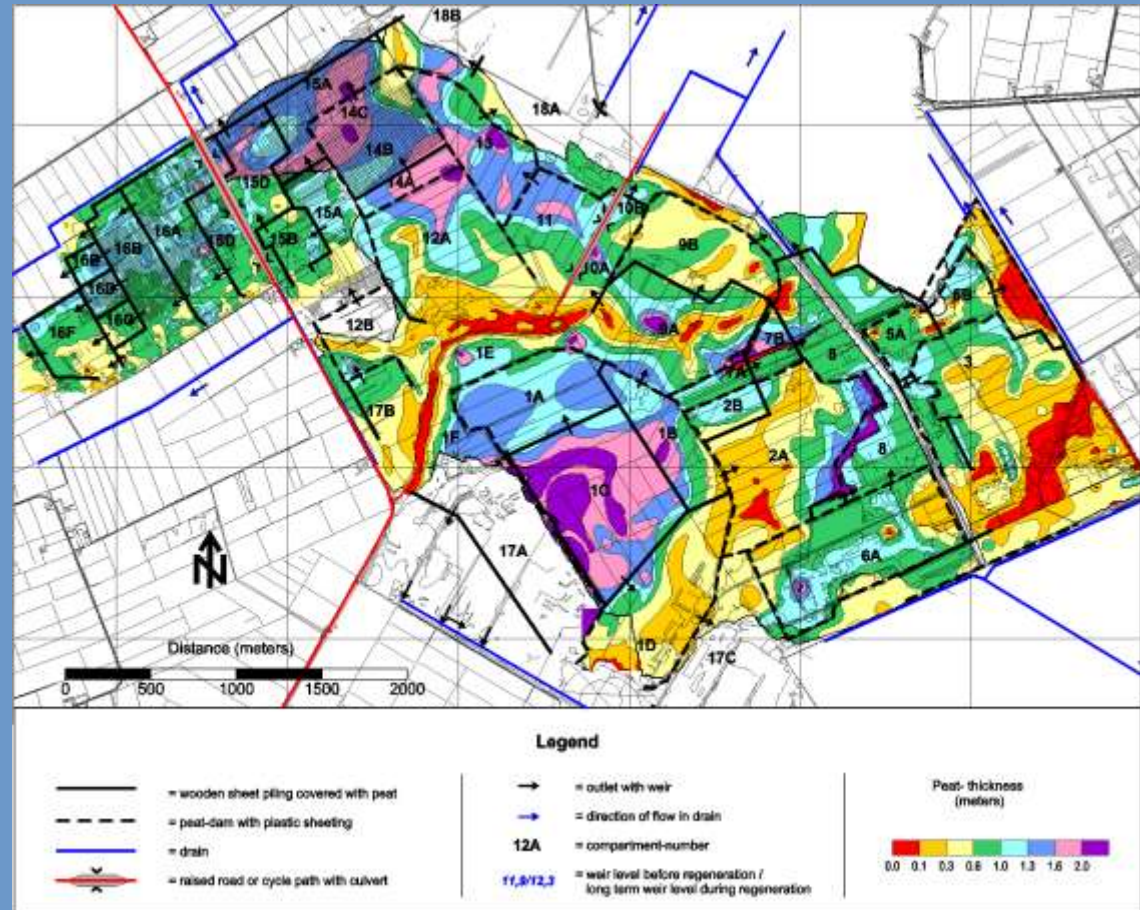 18B
15A
14C
18A
14B
13
15D
14A
16A
15A
11
10B
16B
15D
15B
12A
9B
16E
10A
16D
5B
16F
16G
12B
9A
7B
5A
1E
8
3
17B
1A
2B
1F
1B
2A
8
1C
17A
6A
N
1D
17C
Distance (meters)
0 500 1000 1500 2000
Legend
= wooden sheet piling covered with peat
= peat-dam with plastic sheeting
= drain
= raised road or cycle path with culvert
= outlet with weir
= direction of flow in drain
12A = compartment-number
11,9/12,3 = weir level before regeneration /
long term weir level during regeneration
Peat- thickness
(meters)
0.0 0.1 0.3 0.6 1.0 1.3 1.6 2.0